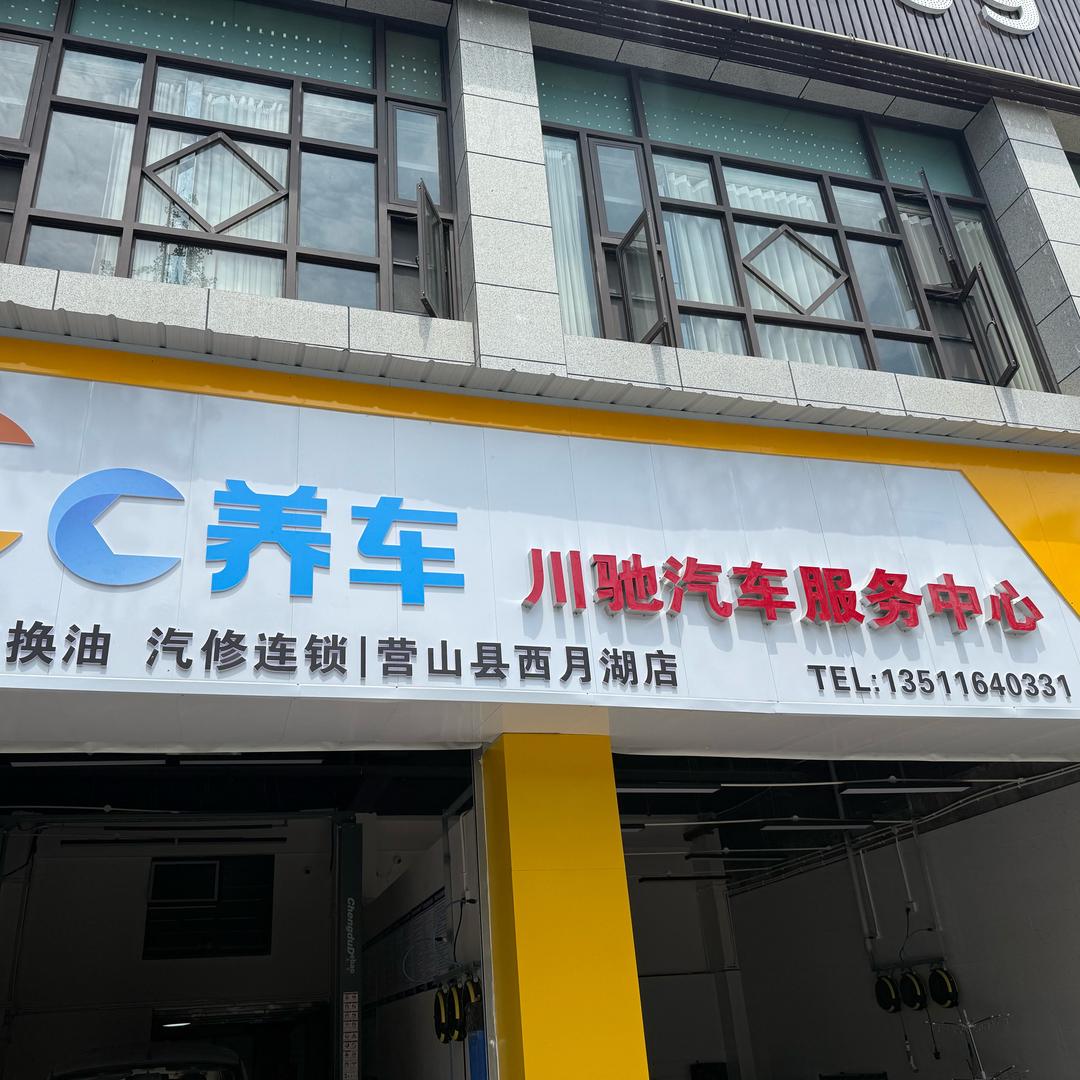 C养车
川驰汽车服务中心
换油 汽修连锁|营山县西月湖店
TEL:13511640331